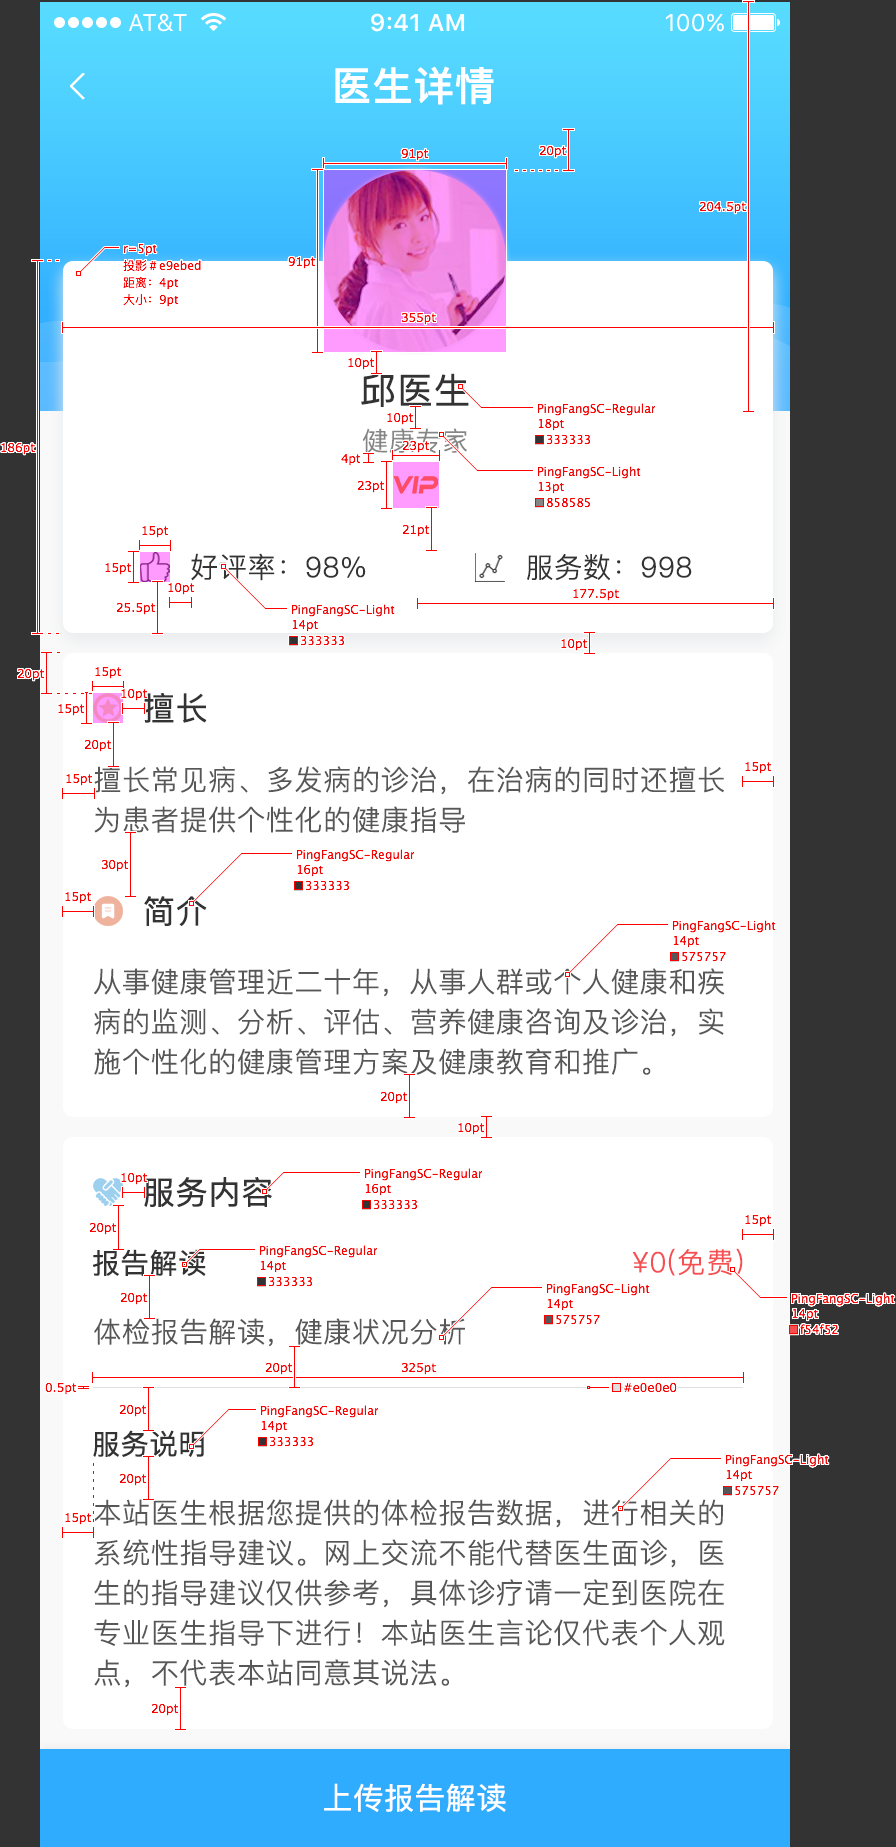 AT&T 9:41 AM 100%
医生详情
20pt
91pt
204.5pt
r=5pt
投影#e9ebed
距离：4pt
大小：9pt
91pt
355pt
10pt
邱医生
PingFangSC-Regular
18pt
333333
10pt
健康专家
23pt
186pt
4pt
PingFangSC-Light
13pt
858585
23pt
VIP
21pt
15pt
15pt
好评率：98%
服务数：998
10pt
177.5pt
25.5pt
PingFangSC-Light
14pt
333333
10pt
20pt
15pt
10pt
15pt
擅长
20pt
15pt
15pt
擅长常见病、多发病的诊治，在治病的同时还擅长
为患者提供个性化的健康指导
30pt
PingFangSC-Regular
16pt
333333
15pt
简介
PingFangSC-Light
14pt
575757
从事健康管理近二十年，从事人群或个人健康和疾
病的监测、分析、评估、营养健康咨询及诊治，实
施个性化的健康管理方案及健康教育和推广。
20pt
10pt
10pt
服务内容
PingFangSC-Regular
16pt
333333
20pt
15pt
报告解读
PingFangSC-Regular
14pt
333333
¥0(免费)
PingFangSC-Light
14pt
f54f52
20pt
PingFangSC-Light
14pt
575757
体检报告解读，健康状况分析
20pt
325pt
0.5pt
#e0e0e0
20pt
PingFangSC-Regular
14pt
333333
服务说明
20pt
PingFangSC-Light
14pt
575757
15pt
本站医生根据您提供的体检报告数据，进行相关的
系统性指导建议。网上交流不能代替医生面诊，医
生的指导建议仅供参考，具体诊疗请一定到医院在
专业医生指导下进行！本站医生言论仅代表个人观
点，不代表本站同意其说法。
20pt
上传报告解读